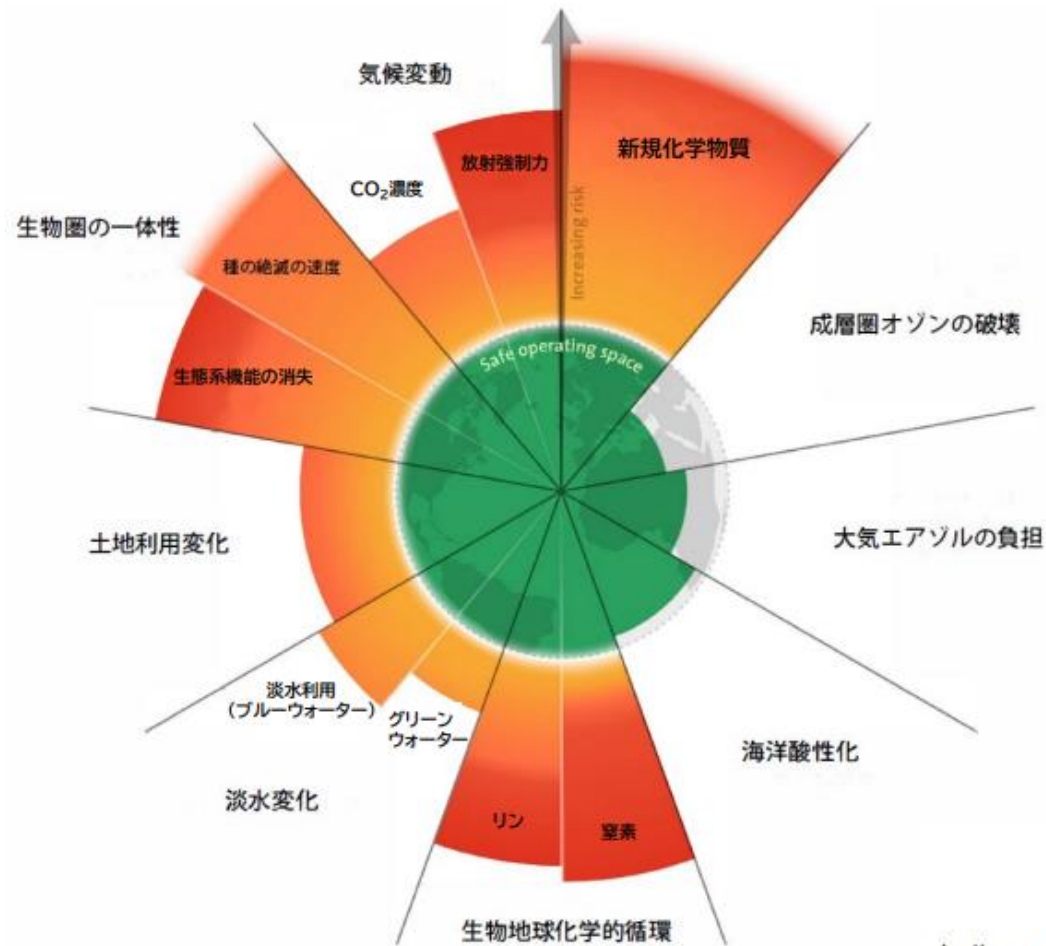 気候変動
放射強制力
新規化学物質
CO₂濃度
Increasing risk
生物圏の一体性
種の絶滅の速度
成層圏オゾンの破壊
Safe operating space
生態系機能の消失
土地利用変化
大気エアゾルの負担
淡水利用
(ブルーウォーター)
グリーン
ウォーター
海洋酸性化
淡水変化
リン
窒素
生物地球化学的循環